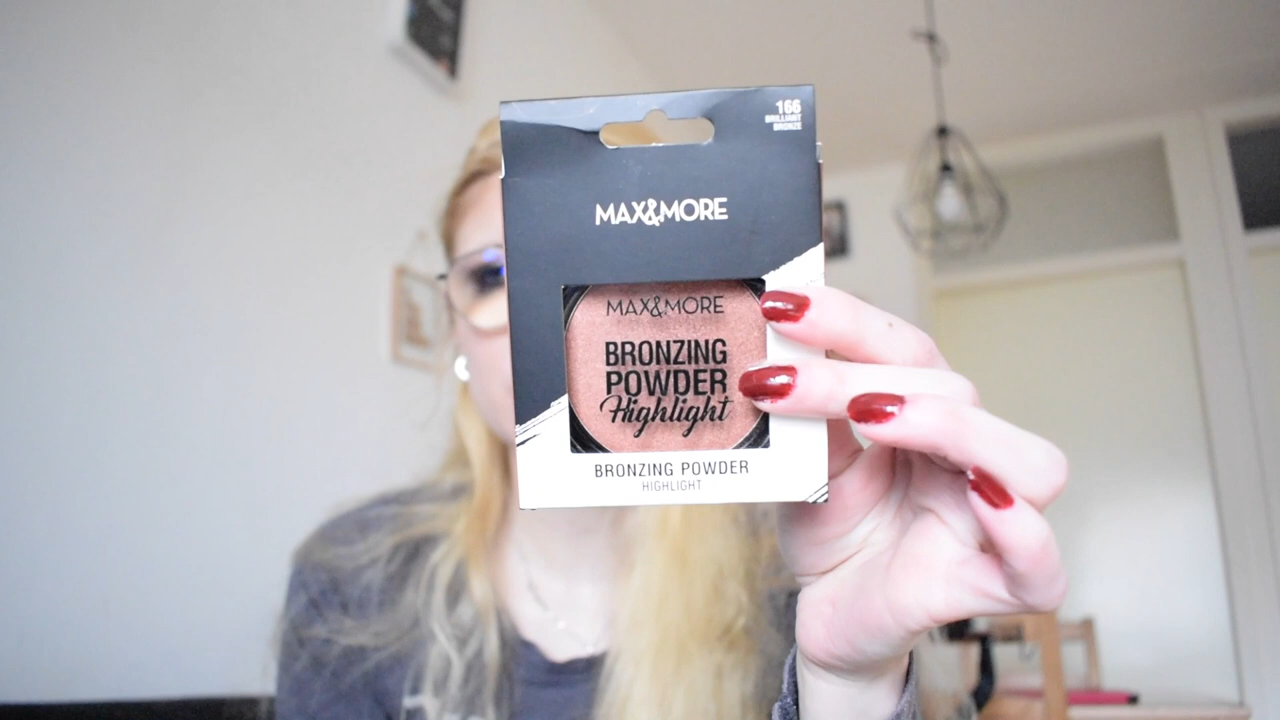 166
BRILLIANT
BRONZE
MAX&MORE
MAX&MORE
BRONZING
POWDER
Highlight
BRONZING POWDER
HIGHLIGHT